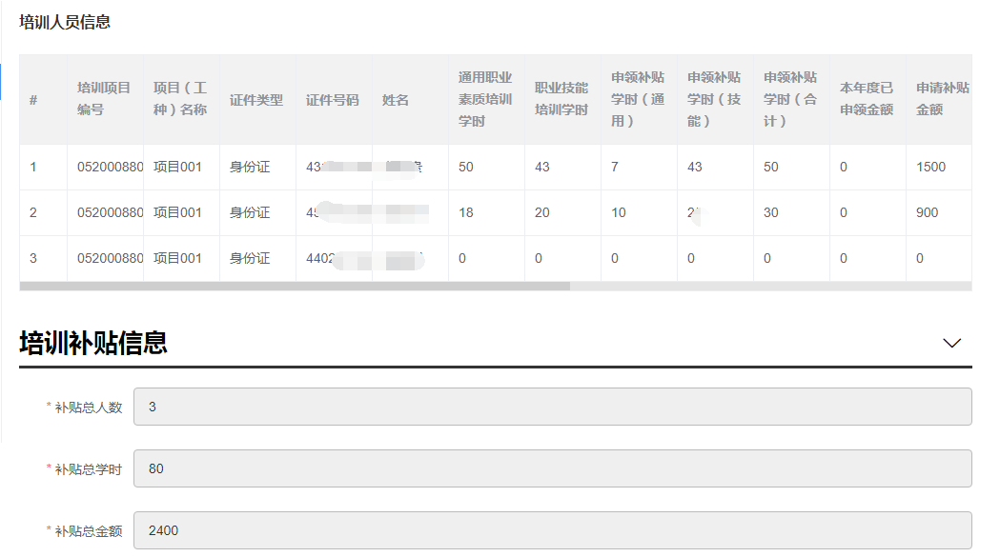 培训人员信息
# 培训项目编号 项目（工种）名称 证件类型 证件号码 姓名 通用职业素质培训学时 职业技能培训学时 申领补贴学时（通用） 申领补贴学时（技能） 申领补贴学时（合计） 本年度已申领金额 申请补贴金额
1 052000880 项目001 身份证 43 50 43 7 43 50 0 1500
2 052000880 项目001 身份证 45 18 20 10 2 30 0 900
3 052000880 项目001 身份证 4402 0 0 0 0 0 0 0
培训补贴信息
* 补贴总人数 3
* 补贴总学时 80
* 补贴总金额 2400